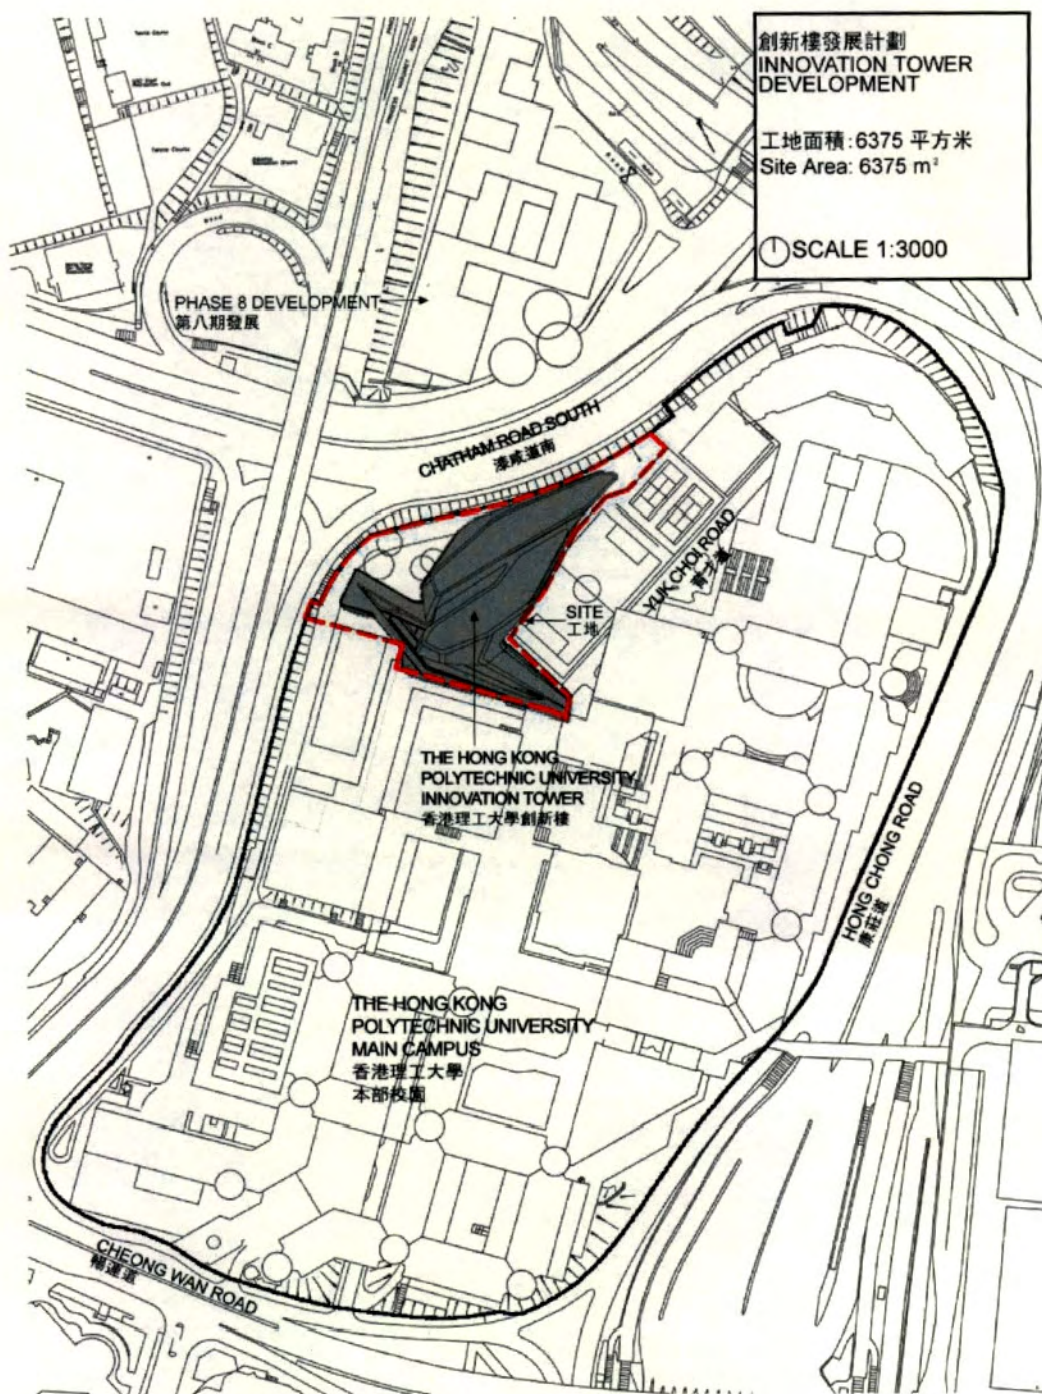 創新樓發展計劃
INNOVATION TOWER
DEVELOPMENT
工地面積:6375 平方米
Site Area: 6375 m²
SCALE 1:3000
PHASE 8 DEVELOPMENT
第八期發展
CHATHAM ROAD SOUTH
漆咸道南
YUK CHOI ROAD
育才道
SITE
工地
THE HONG KONG
POLYTECHNIC UNIVERSITY
INNOVATION TOWER
香港理工大學創新樓
HONG CHONG ROAD
康莊道
THE HONG KONG
POLYTECHNIC UNIVERSITY
MAIN CAMPUS
香港理工大學
本部校園
CHEONG WAN ROAD
暢運道